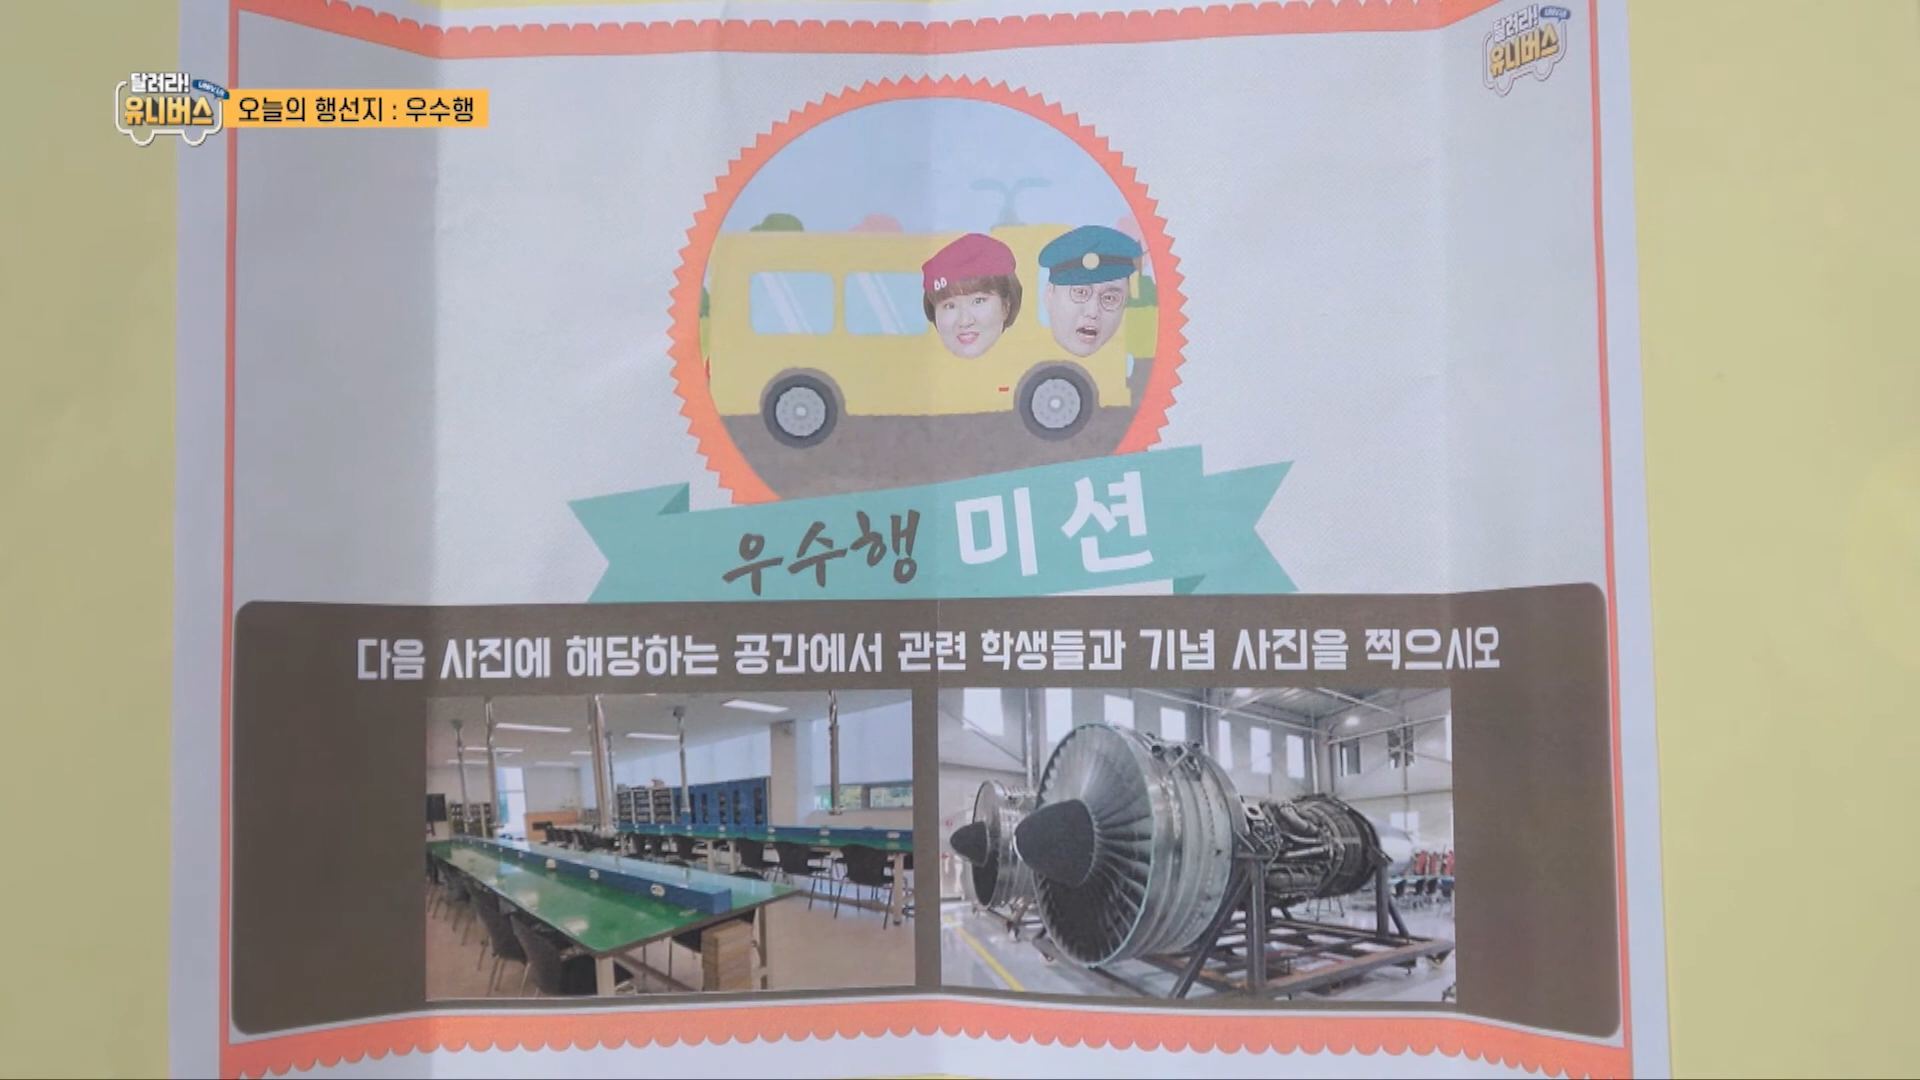 달려라!
유니버스
UNIV.US
오늘의 행선지 : 우수행
달려라!
유니버스
우수행 미션
다음 사진에 해당하는 공간에서 관련 학생들과 기념 사진을 찍으시오